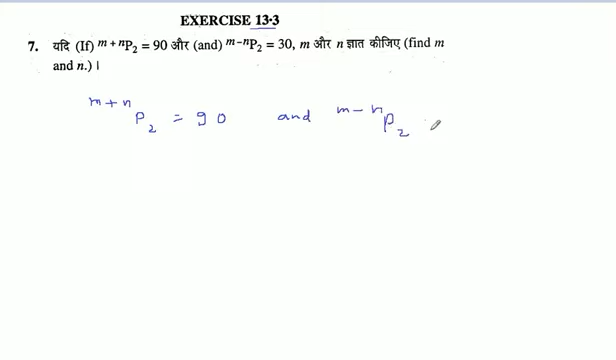 EXERCISE 13·3
7. यदि (If) ᵐ⁺ⁿP₂ = 90 और (and) ᵐ⁻ⁿP₂ = 30, m और n ज्ञात कीजिए (find m
and n.) ।
ᵐ⁺ⁿP₂ = 90 and ᵐ⁻ⁿP₂